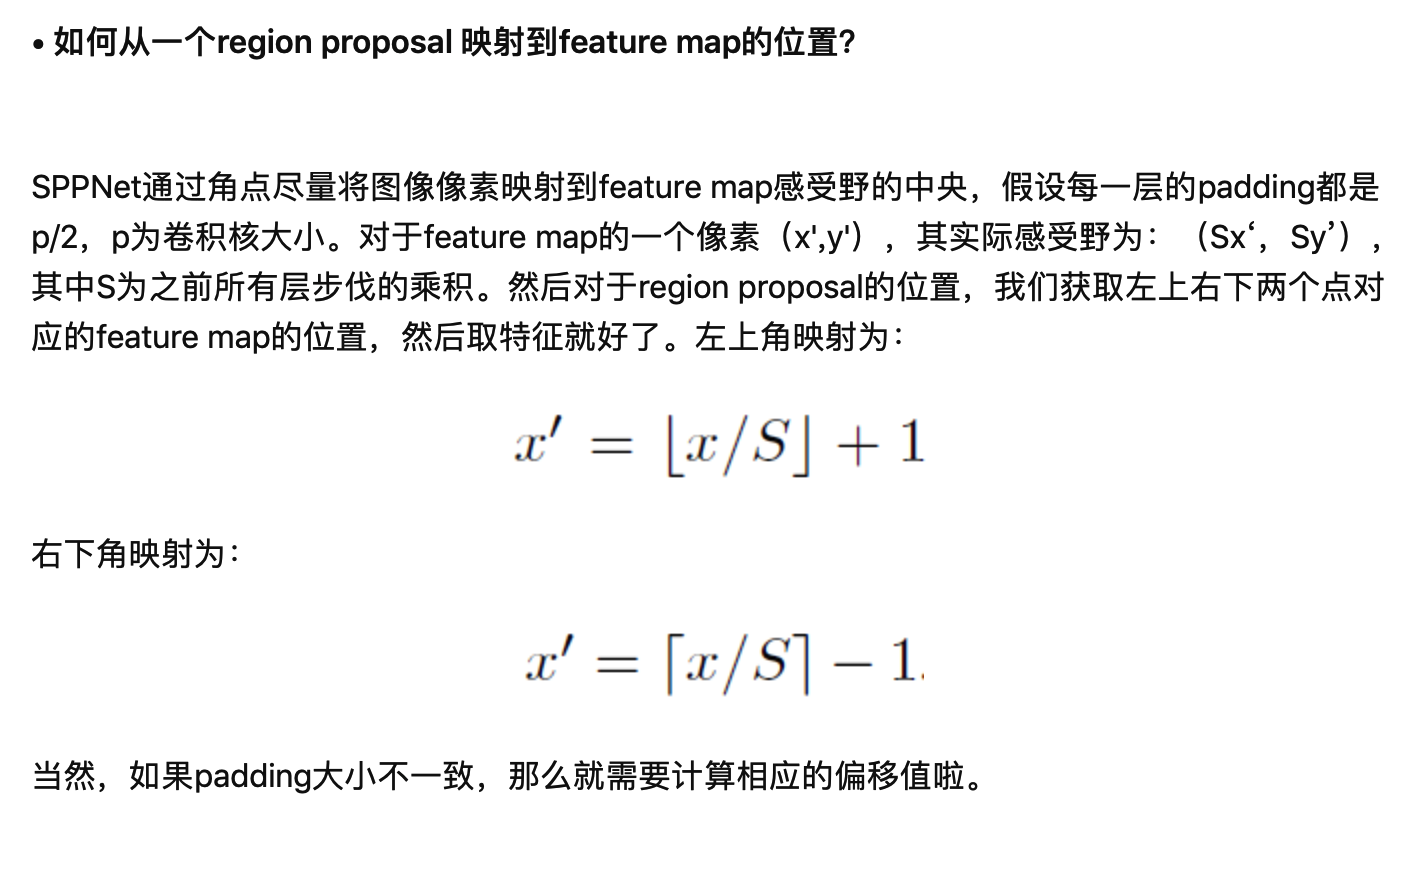 • 如何从一个region proposal 映射到feature map的位置?
SPPNet通过角点尽量将图像像素映射到feature map感受野的中央，假设每一层的padding都是
p/2，p为卷积核大小。对于feature map的一个像素（x',y'），其实际感受野为：（Sx‘，Sy’），
其中S为之前所有层步伐的乘积。然后对于region proposal的位置，我们获取左上右下两个点对
应的feature map的位置，然后取特征就好了。左上角映射为：
x′ = ⌊x/S⌋ + 1
右下角映射为：
x′ = ⌈x/S⌉ − 1.
当然，如果padding大小不一致，那么就需要计算相应的偏移值啦。